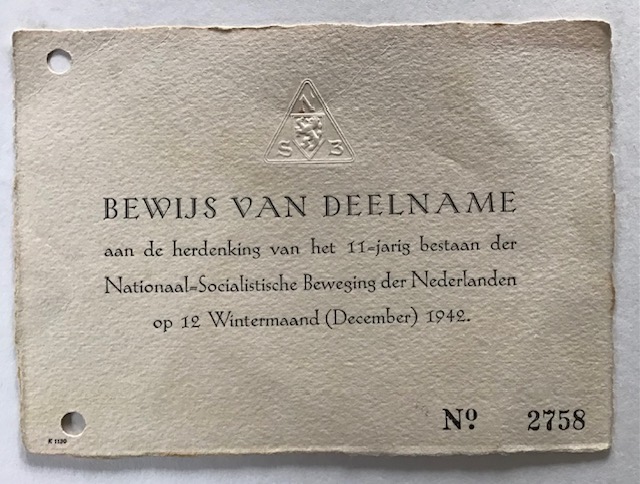 N
S B
BEWIJS VAN DEELNAME
aan de herdenking van het 11=jarig bestaan der
Nationaal=Socialistische Beweging der Nederlanden
op 12 Wintermaand (December) 1942.
Nº 2758
K 1120